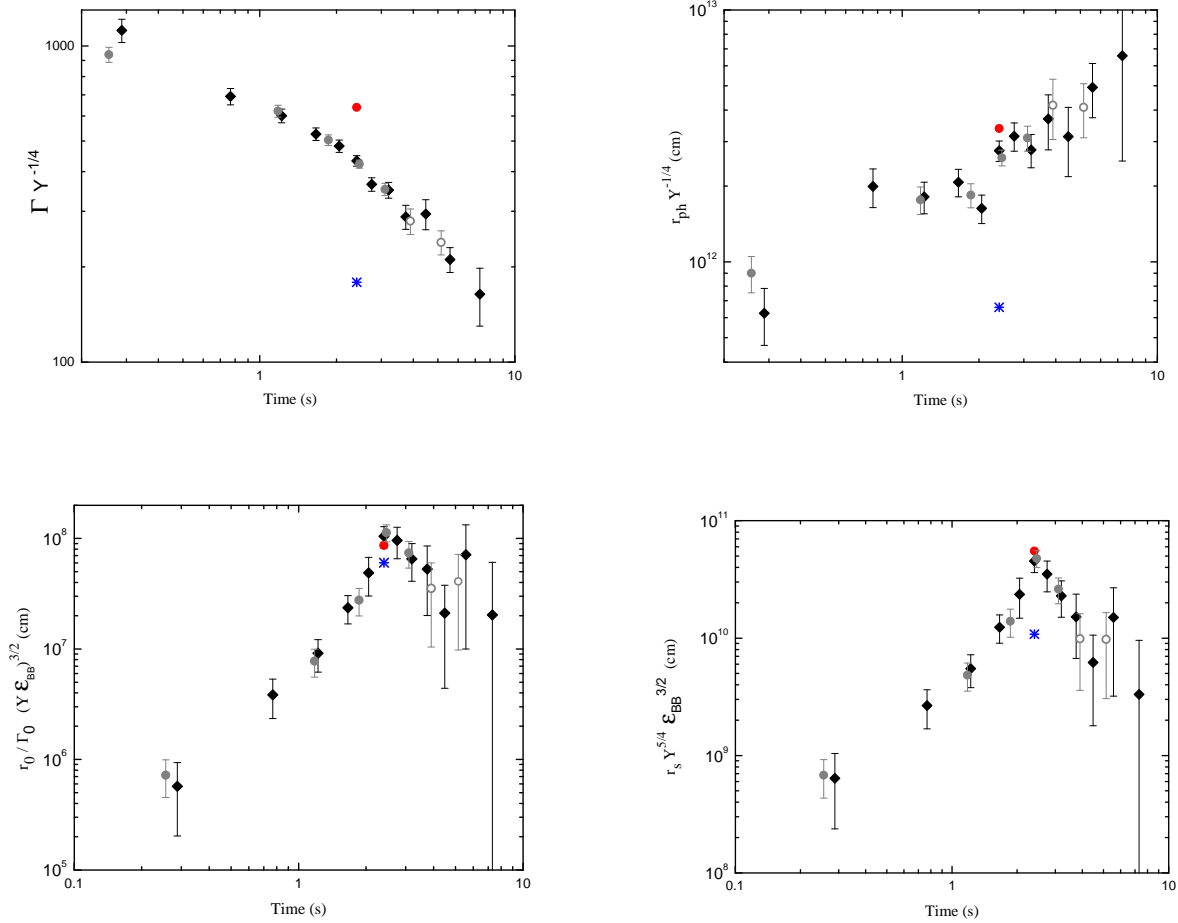 1000
100
Γ Y^-1/4
1
10
Time (s)
10^13
10^12
r_ph Y^-1/4 (cm)
1
10
Time (s)
10^8
10^7
10^6
10^5
r_0 / Γ_0 (Y ε_BB)^3/2 (cm)
0.1
1
10
Time (s)
10^11
10^10
10^9
10^8
r_s Y^5/4 ε_BB^3/2 (cm)
0.1
1
10
Time (s)